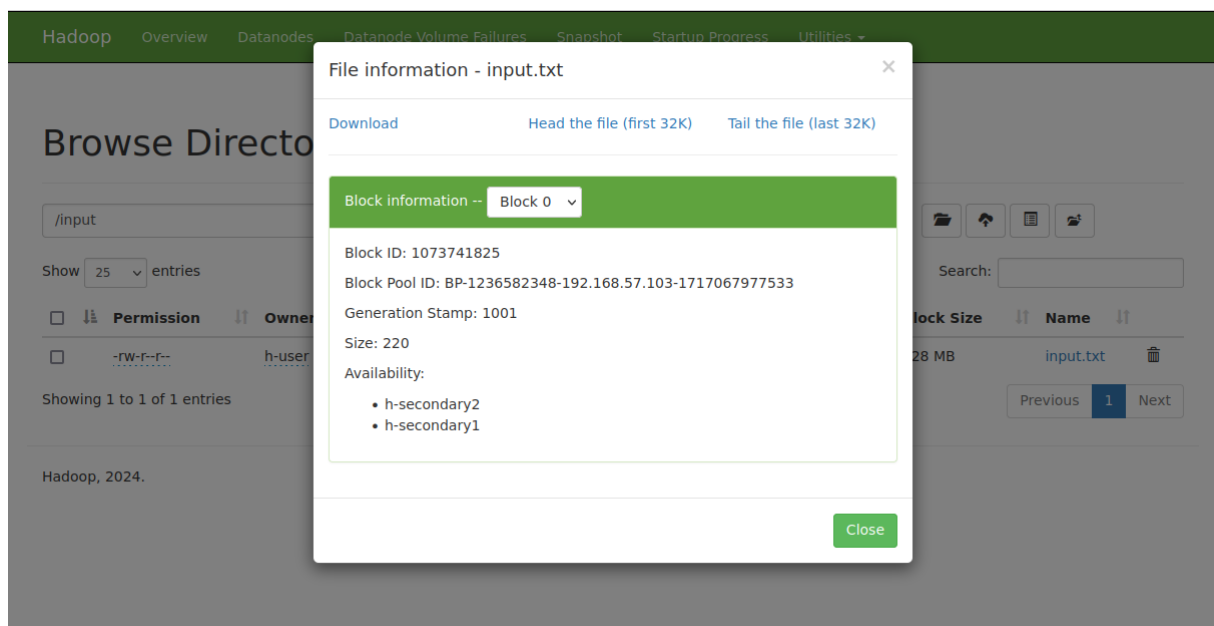 Hadoop Overview Datanodes Datanode Volume Failures Snapshot Startup Progress Utilities
File information - input.txt ×
Download Head the file (first 32K) Tail the file (last 32K)
Browse Directo
Block information -- Block 0
/input
Block ID: 1073741825
Show 25 entries
Search:
Block Pool ID: BP-1236582348-192.168.57.103-1717067977533
Permission Owner
Generation Stamp: 1001
lock Size Name
Size: 220
-rw-r--r-- h-user
28 MB input.txt
Availability:
Showing 1 to 1 of 1 entries
• h-secondary2
• h-secondary1
Previous 1 Next
Hadoop, 2024.
Close